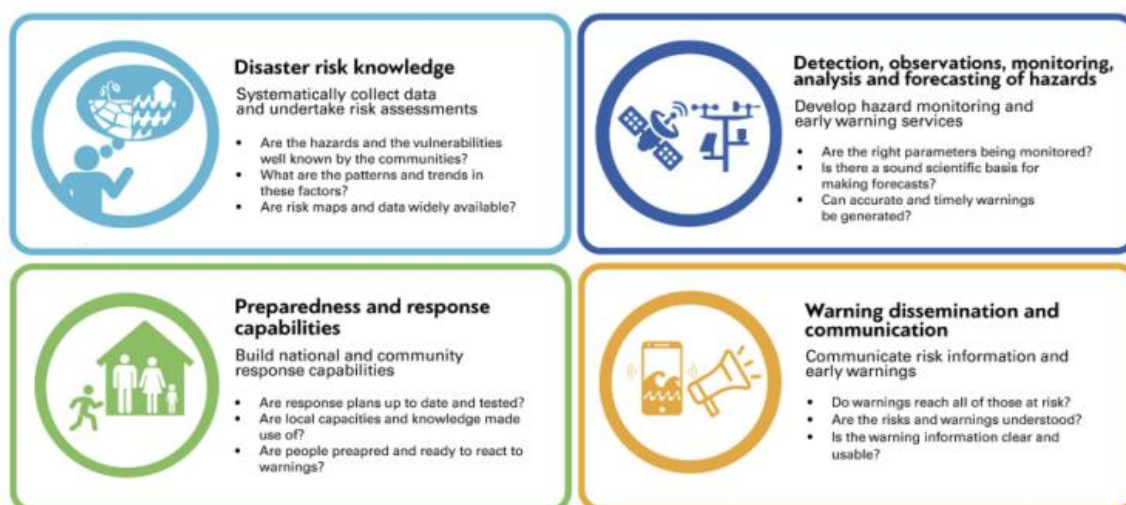 Disaster risk knowledge
Systematically collect data
and undertake risk assessments
• Are the hazards and the vulnerabilities
well known by the communities?
• What are the patterns and trends in
these factors?
• Are risk maps and data widely available?
Detection, observations, monitoring,
analysis and forecasting of hazards
Develop hazard monitoring and
early warning services
• Are the right parameters being monitored?
• Is there a sound scientific basis for
making forecasts?
• Can accurate and timely warnings
be generated?
Preparedness and response
capabilities
Build national and community
response capabilities
• Are response plans up to date and tested?
• Are local capacities and knowledge made
use of?
• Are people preapred and ready to react to
warnings?
Warning dissemination and
communication
Communicate risk information and
early warnings
• Do warnings reach all of those at risk?
• Are the risks and warnings understood?
• Is the warning information clear and
usable?